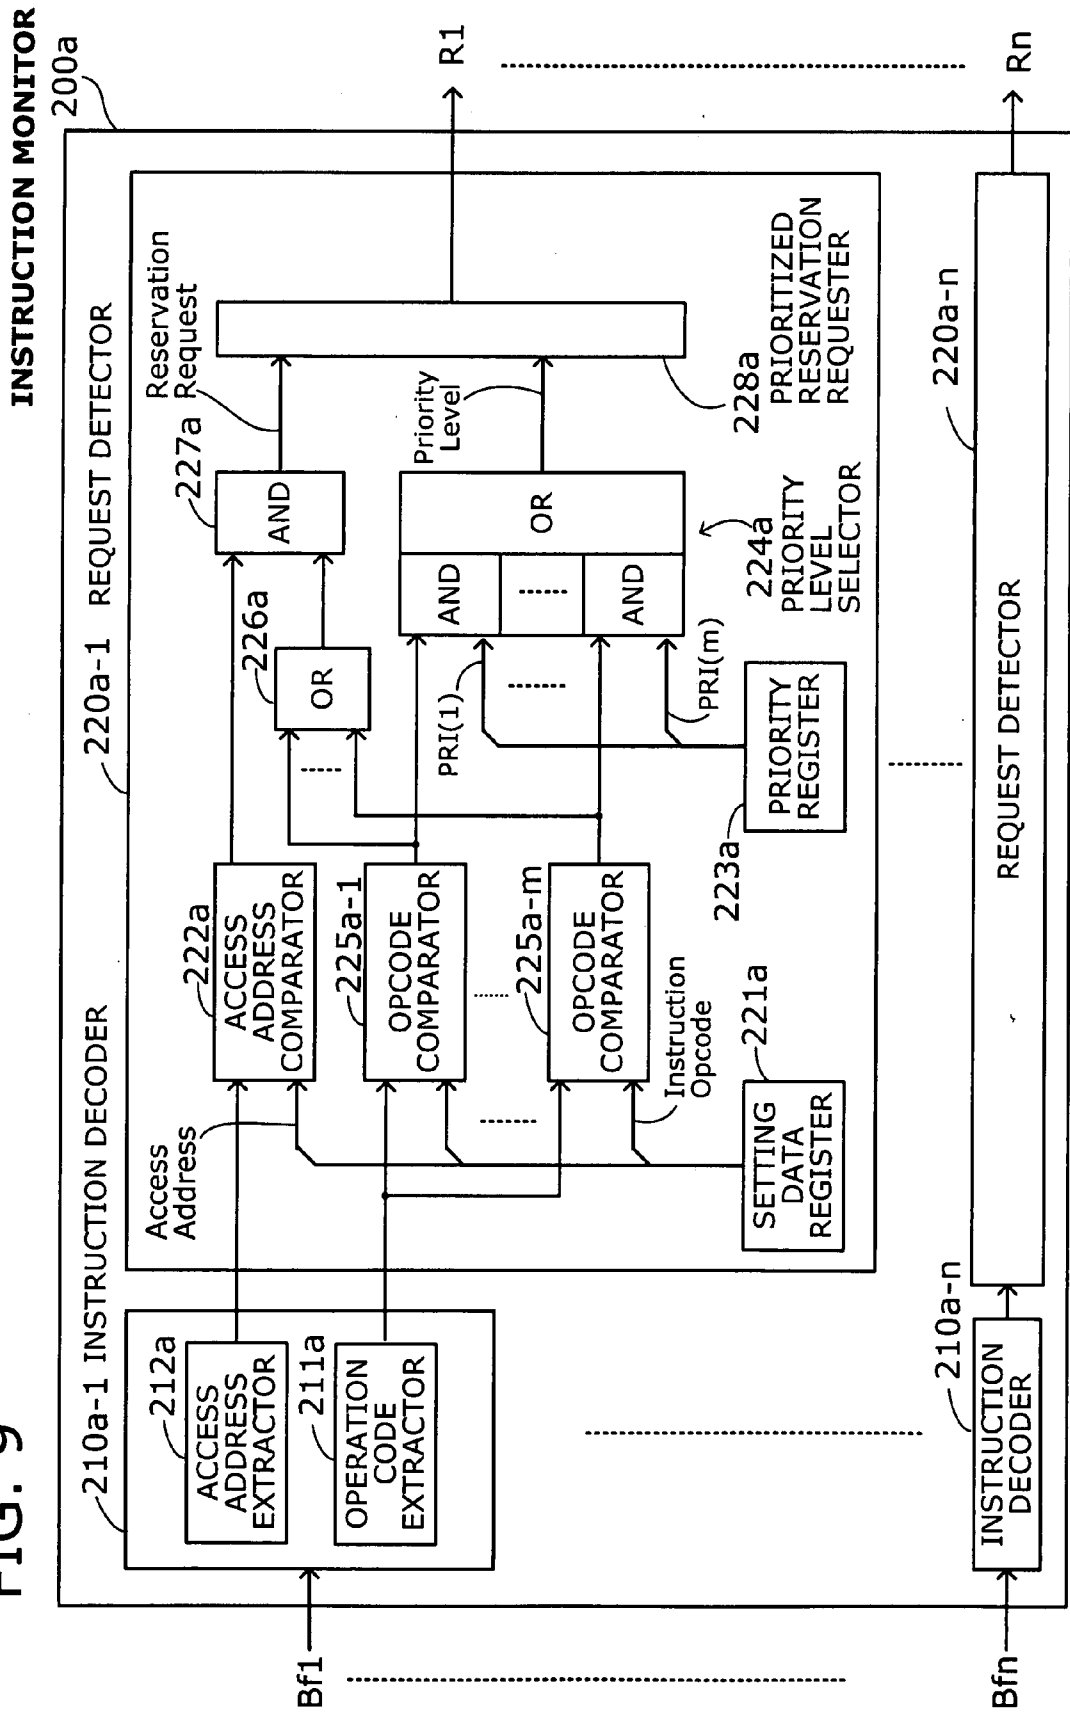 FIG. 9
INSTRUCTION MONITOR
200a
210a-1 INSTRUCTION DECODER
220a-1 REQUEST DETECTOR
Bf1
212a
ACCESS
ADDRESS
EXTRACTOR
211a
OPERATION
CODE
EXTRACTOR
Access
Address
222a
ACCESS
ADDRESS
COMPARATOR
225a-1
OPCODE
COMPARATOR
225a-m
OPCODE
COMPARATOR
Instruction
Opcode
221a
SETTING
DATA
REGISTER
226a
OR
227a
AND
Reservation
Request
PRI(1)
PRI(m)
AND
AND
OR
Priority
Level
224a
PRIORITY
LEVEL
SELECTOR
223a
PRIORITY
REGISTER
228a
PRIORITIZED
RESERVATION
REQUESTER
R1
Bfn
210a-n
INSTRUCTION
DECODER
220a-n
REQUEST DETECTOR
Rn